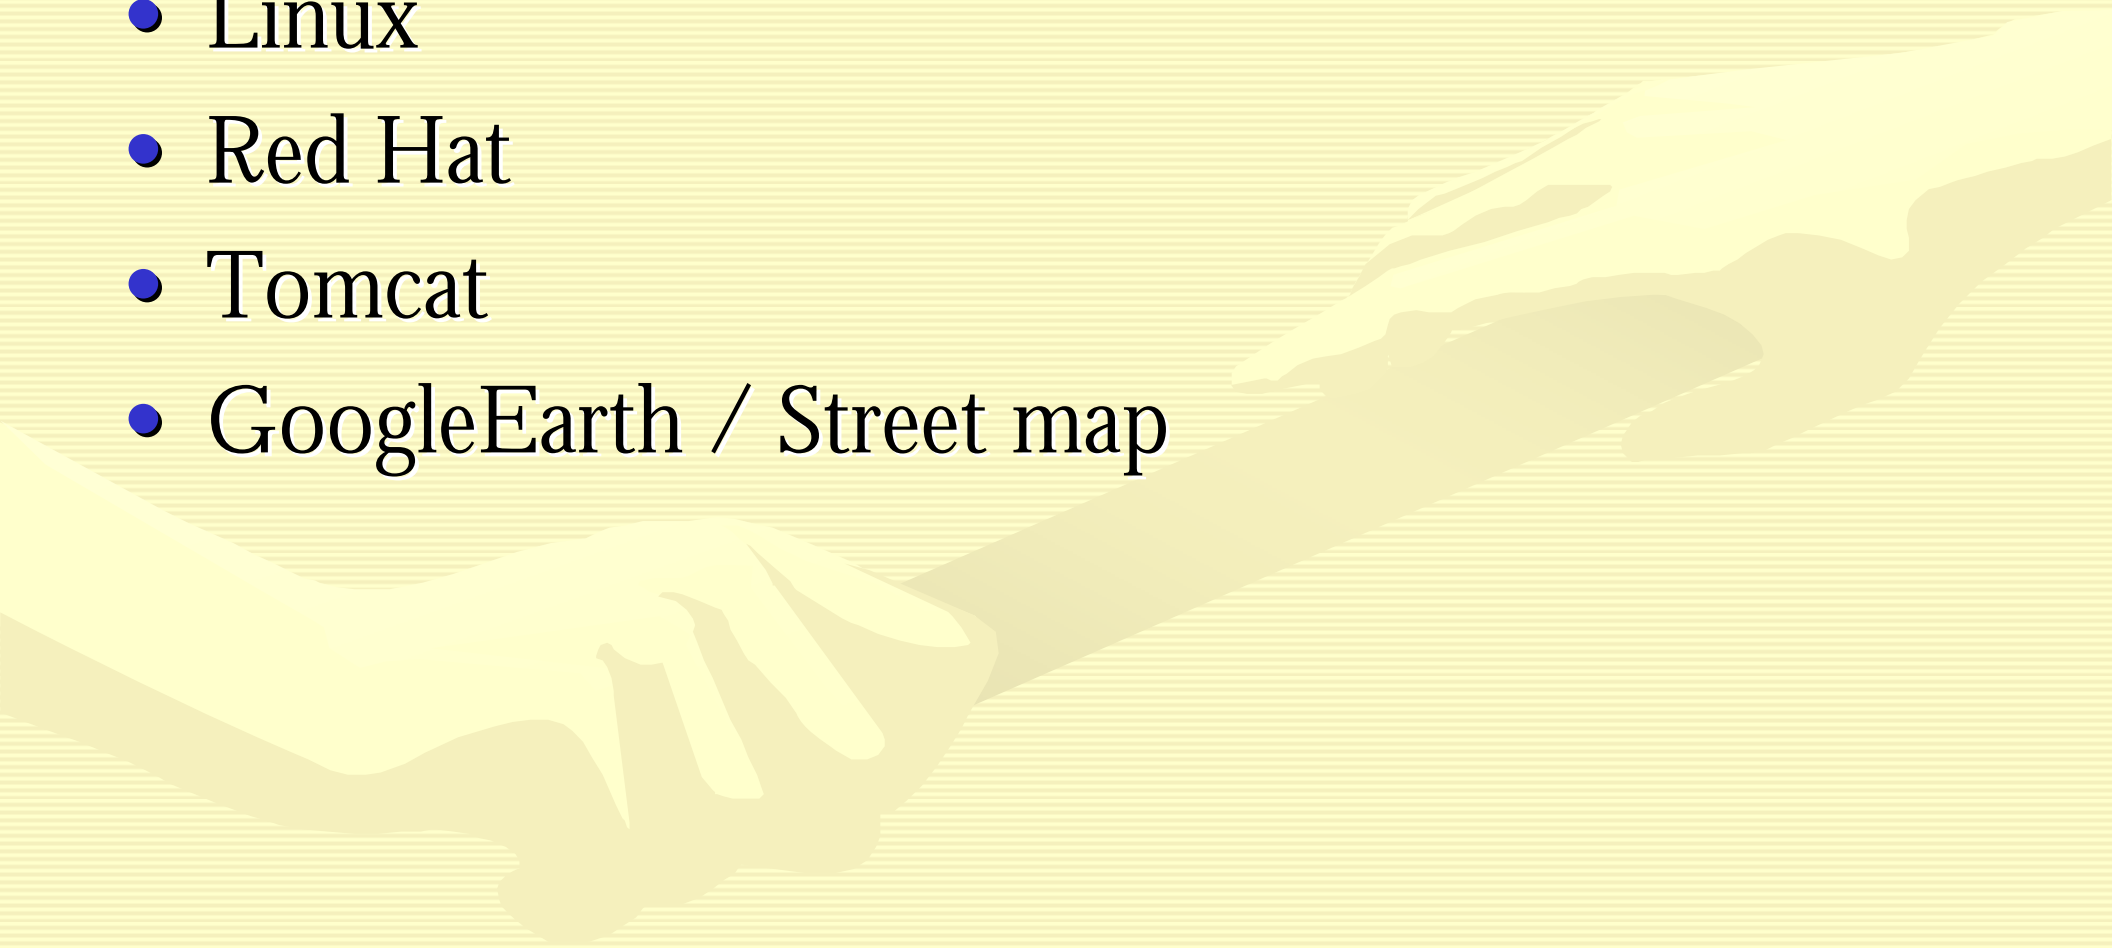 • Linux
• Red Hat
• Tomcat
• GoogleEarth / Street map